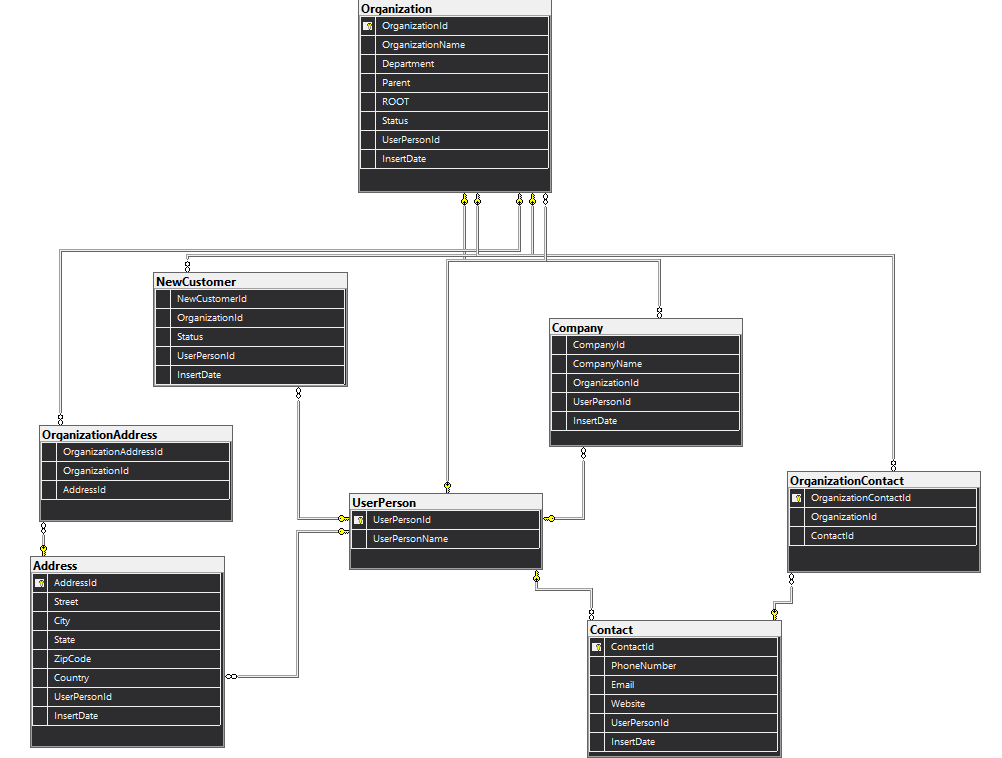 Organization
OrganizationId
OrganizationName
Department
Parent
ROOT
Status
UserPersonId
InsertDate
NewCustomer
NewCustomerId
OrganizationId
Status
UserPersonId
InsertDate
Company
CompanyId
CompanyName
OrganizationId
UserPersonId
InsertDate
OrganizationAddress
OrganizationAddressId
OrganizationId
AddressId
UserPerson
UserPersonId
UserPersonName
OrganizationContact
OrganizationContactId
OrganizationId
ContactId
Address
AddressId
Street
City
State
ZipCode
Country
UserPersonId
InsertDate
Contact
ContactId
PhoneNumber
Email
Website
UserPersonId
InsertDate